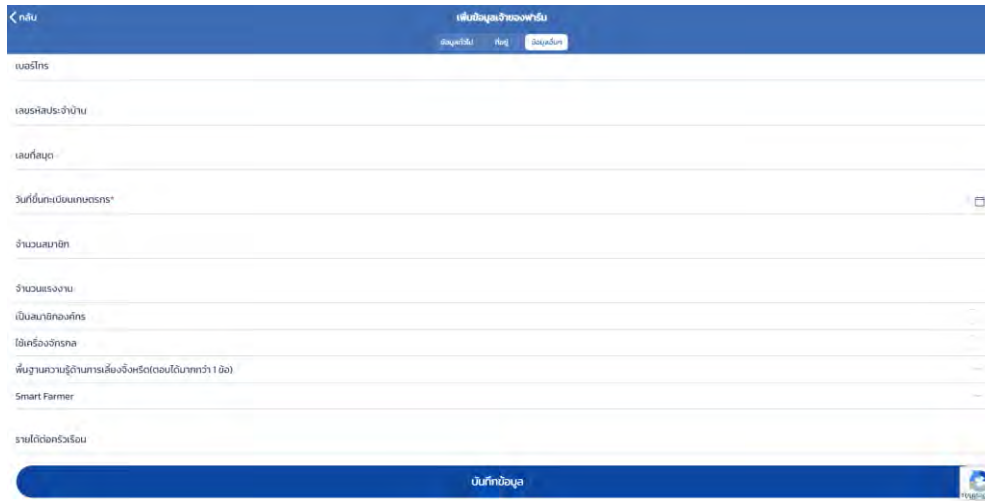 กลับ
เพิ่มข้อมูลเจ้าของฟาร์ม
ข้อมูลทั่วไป ที่อยู่ ข้อมูลอื่นๆ
เบอร์โทร
เลขรหัสประจำบ้าน
เลขที่สมุด
วันที่ขึ้นทะเบียนเกษตรกร*
จำนวนสมาชิก
จำนวนแรงงาน
เป็นสมาชิกองค์กร
ใช้เครื่องจักรกล
พื้นฐานความรู้ด้านการเลี้ยงจิ้งหรีด(ตอบได้มากกว่า 1 ข้อ)
Smart Farmer
รายได้ต่อครัวเรือน
บันทึกข้อมูล